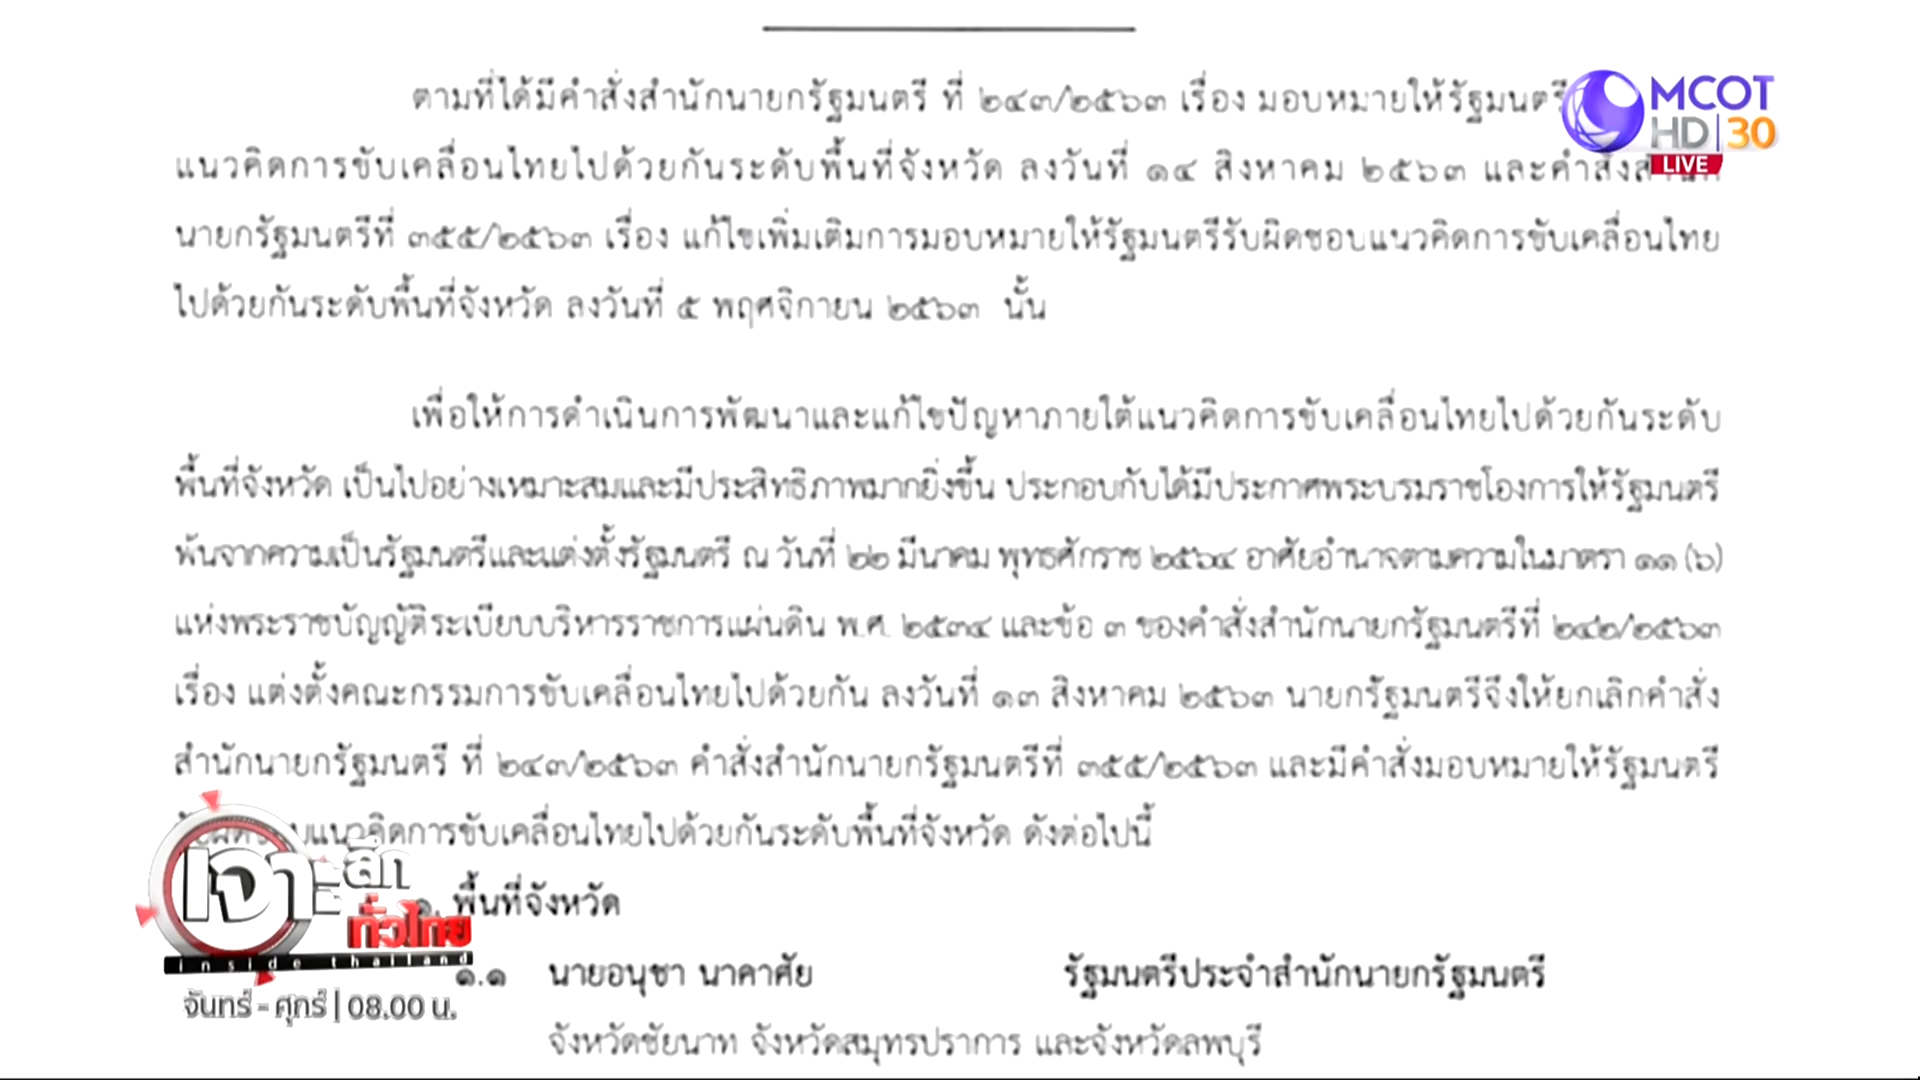 ตามที่ได้มีคำสั่งสำนักนายกรัฐมนตรี ที่ ๒๔๓/๒๕๖๓ เรื่อง มอบหมายให้รัฐมนตรี
MCOT
HD 30
LIVE
แนวคิดการขับเคลื่อนไทยไปด้วยกันระดับพื้นที่จังหวัด ลงวันที่ ๑๔ สิงหาคม ๒๕๖๓ และคำสั่งสำนัก
นายกรัฐมนตรีที่ ๓๕๕/๒๕๖๓ เรื่อง แก้ไขเพิ่มเติมการมอบหมายให้รัฐมนตรีรับผิดชอบแนวคิดการขับเคลื่อนไทย
ไปด้วยกันระดับพื้นที่จังหวัด ลงวันที่ ๕ พฤศจิกายน ๒๕๖๓ นั้น
เพื่อให้การดำเนินการพัฒนาและแก้ไขปัญหาภายใต้แนวคิดการขับเคลื่อนไทยไปด้วยกันระดับ
พื้นที่จังหวัด เป็นไปอย่างเหมาะสมและมีประสิทธิภาพมากยิ่งขึ้น ประกอบกับได้มีประกาศพระบรมราชโองการให้รัฐมนตรี
พ้นจากความเป็นรัฐมนตรีและแต่งตั้งรัฐมนตรี ณ วันที่ ๒๒ มีนาคม พุทธศักราช ๒๕๖๔ อาศัยอำนาจตามความในมาตรา ๑๑ (๖)
แห่งพระราชบัญญัติระเบียบบริหารราชการแผ่นดิน พ.ศ. ๒๕๓๔ และข้อ ๓ ของคำสั่งสำนักนายกรัฐมนตรีที่ ๒๔๒/๒๕๖๓
เรื่อง แต่งตั้งคณะกรรมการขับเคลื่อนไทยไปด้วยกัน ลงวันที่ ๑๓ สิงหาคม ๒๕๖๓ นายกรัฐมนตรีจึงให้ยกเลิกคำสั่ง
สำนักนายกรัฐมนตรี ที่ ๒๔๓/๒๕๖๓ คำสั่งสำนักนายกรัฐมนตรีที่ ๓๕๕/๒๕๖๓ และมีคำสั่งมอบหมายให้รัฐมนตรี
รับผิดชอบแนวคิดการขับเคลื่อนไทยไปด้วยกันระดับพื้นที่จังหวัด ดังต่อไปนี้
๑. พื้นที่จังหวัด
๑.๑ นายอนุชา นาคาศัย รัฐมนตรีประจำสำนักนายกรัฐมนตรี
จังหวัดชัยนาท จังหวัดสมุทรปราการ และจังหวัดลพบุรี
เจาะลึก
ทั่วไทย
inside thailand
จันทร์ - ศุกร์ | 08.00 น.